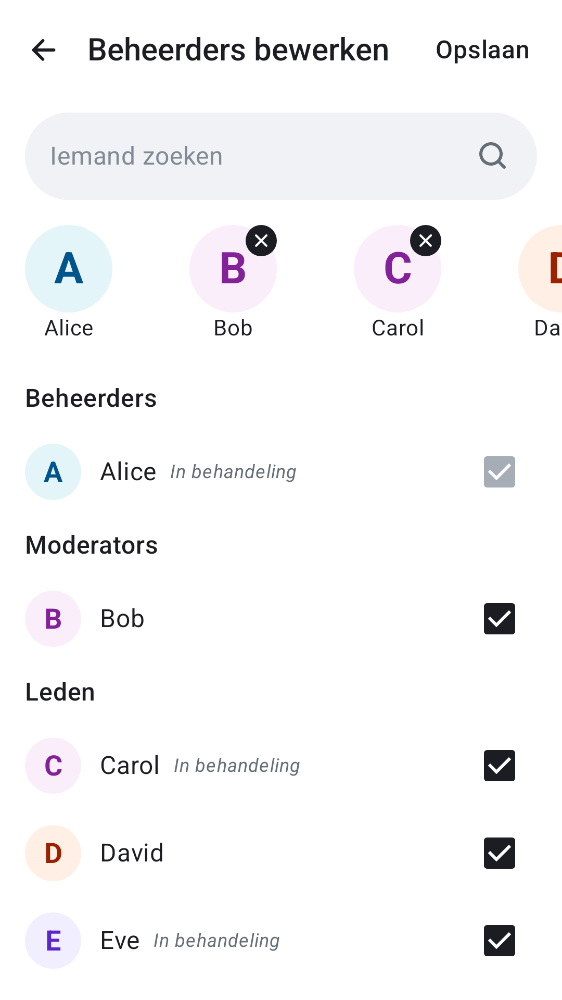 Beheerders bewerken Opslaan
Iemand zoeken
A B C D
Alice Bob Carol Da
Beheerders
A Alice In behandeling
Moderators
B Bob
Leden
C Carol In behandeling
D David
E Eve In behandeling